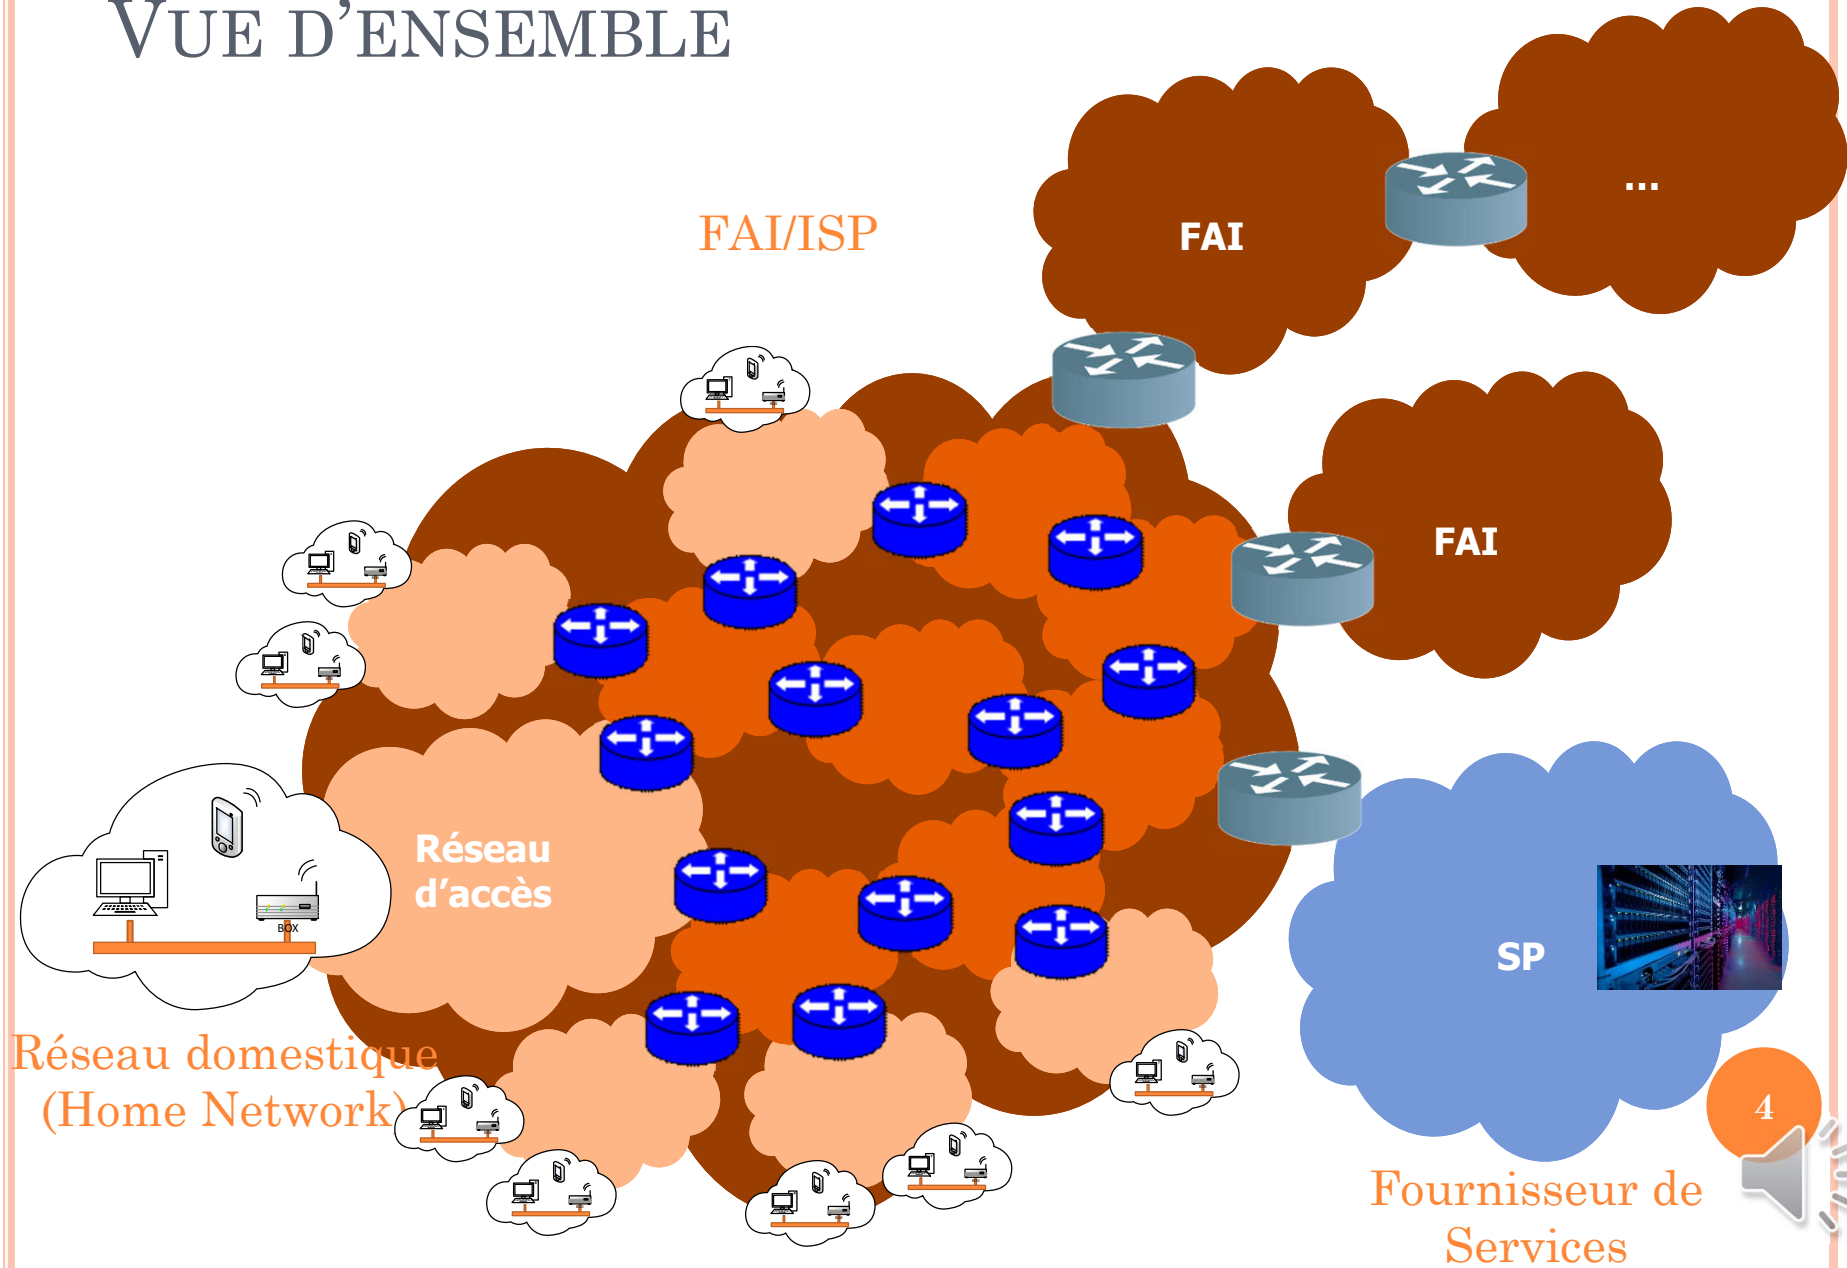 VUE D'ENSEMBLE
...
FAI/ISP
FAI
FAI
Réseau
d'accès
BOX
SP
Réseau domestique
(Home Network)
4
Fournisseur de
Services